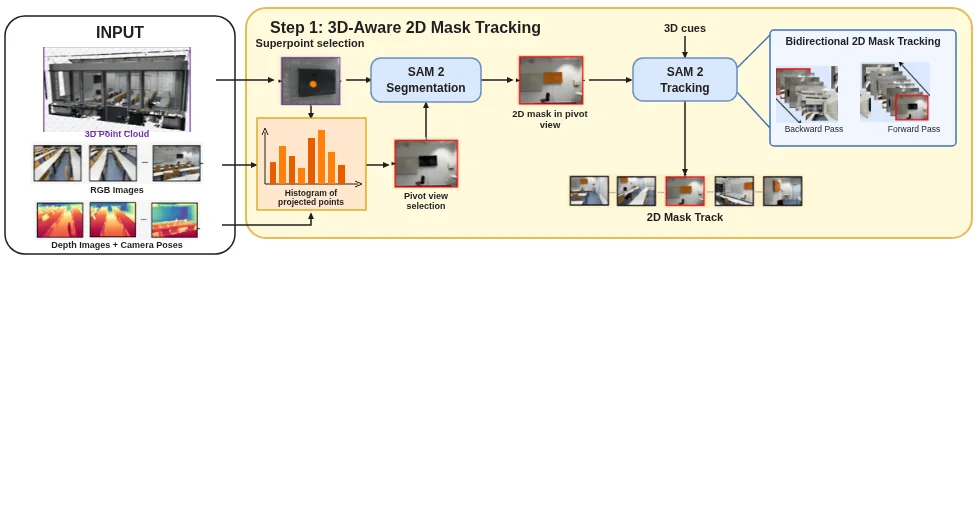 INPUT
3D Point Cloud
RGB Images
Depth Images + Camera Poses
Step 1: 3D-Aware 2D Mask Tracking
Superpoint selection
Histogram of
projected points
SAM 2
Segmentation
Pivot view
selection
2D mask in pivot
view
3D cues
SAM 2
Tracking
2D Mask Track
Bidirectional 2D Mask Tracking
Backward Pass
Forward Pass